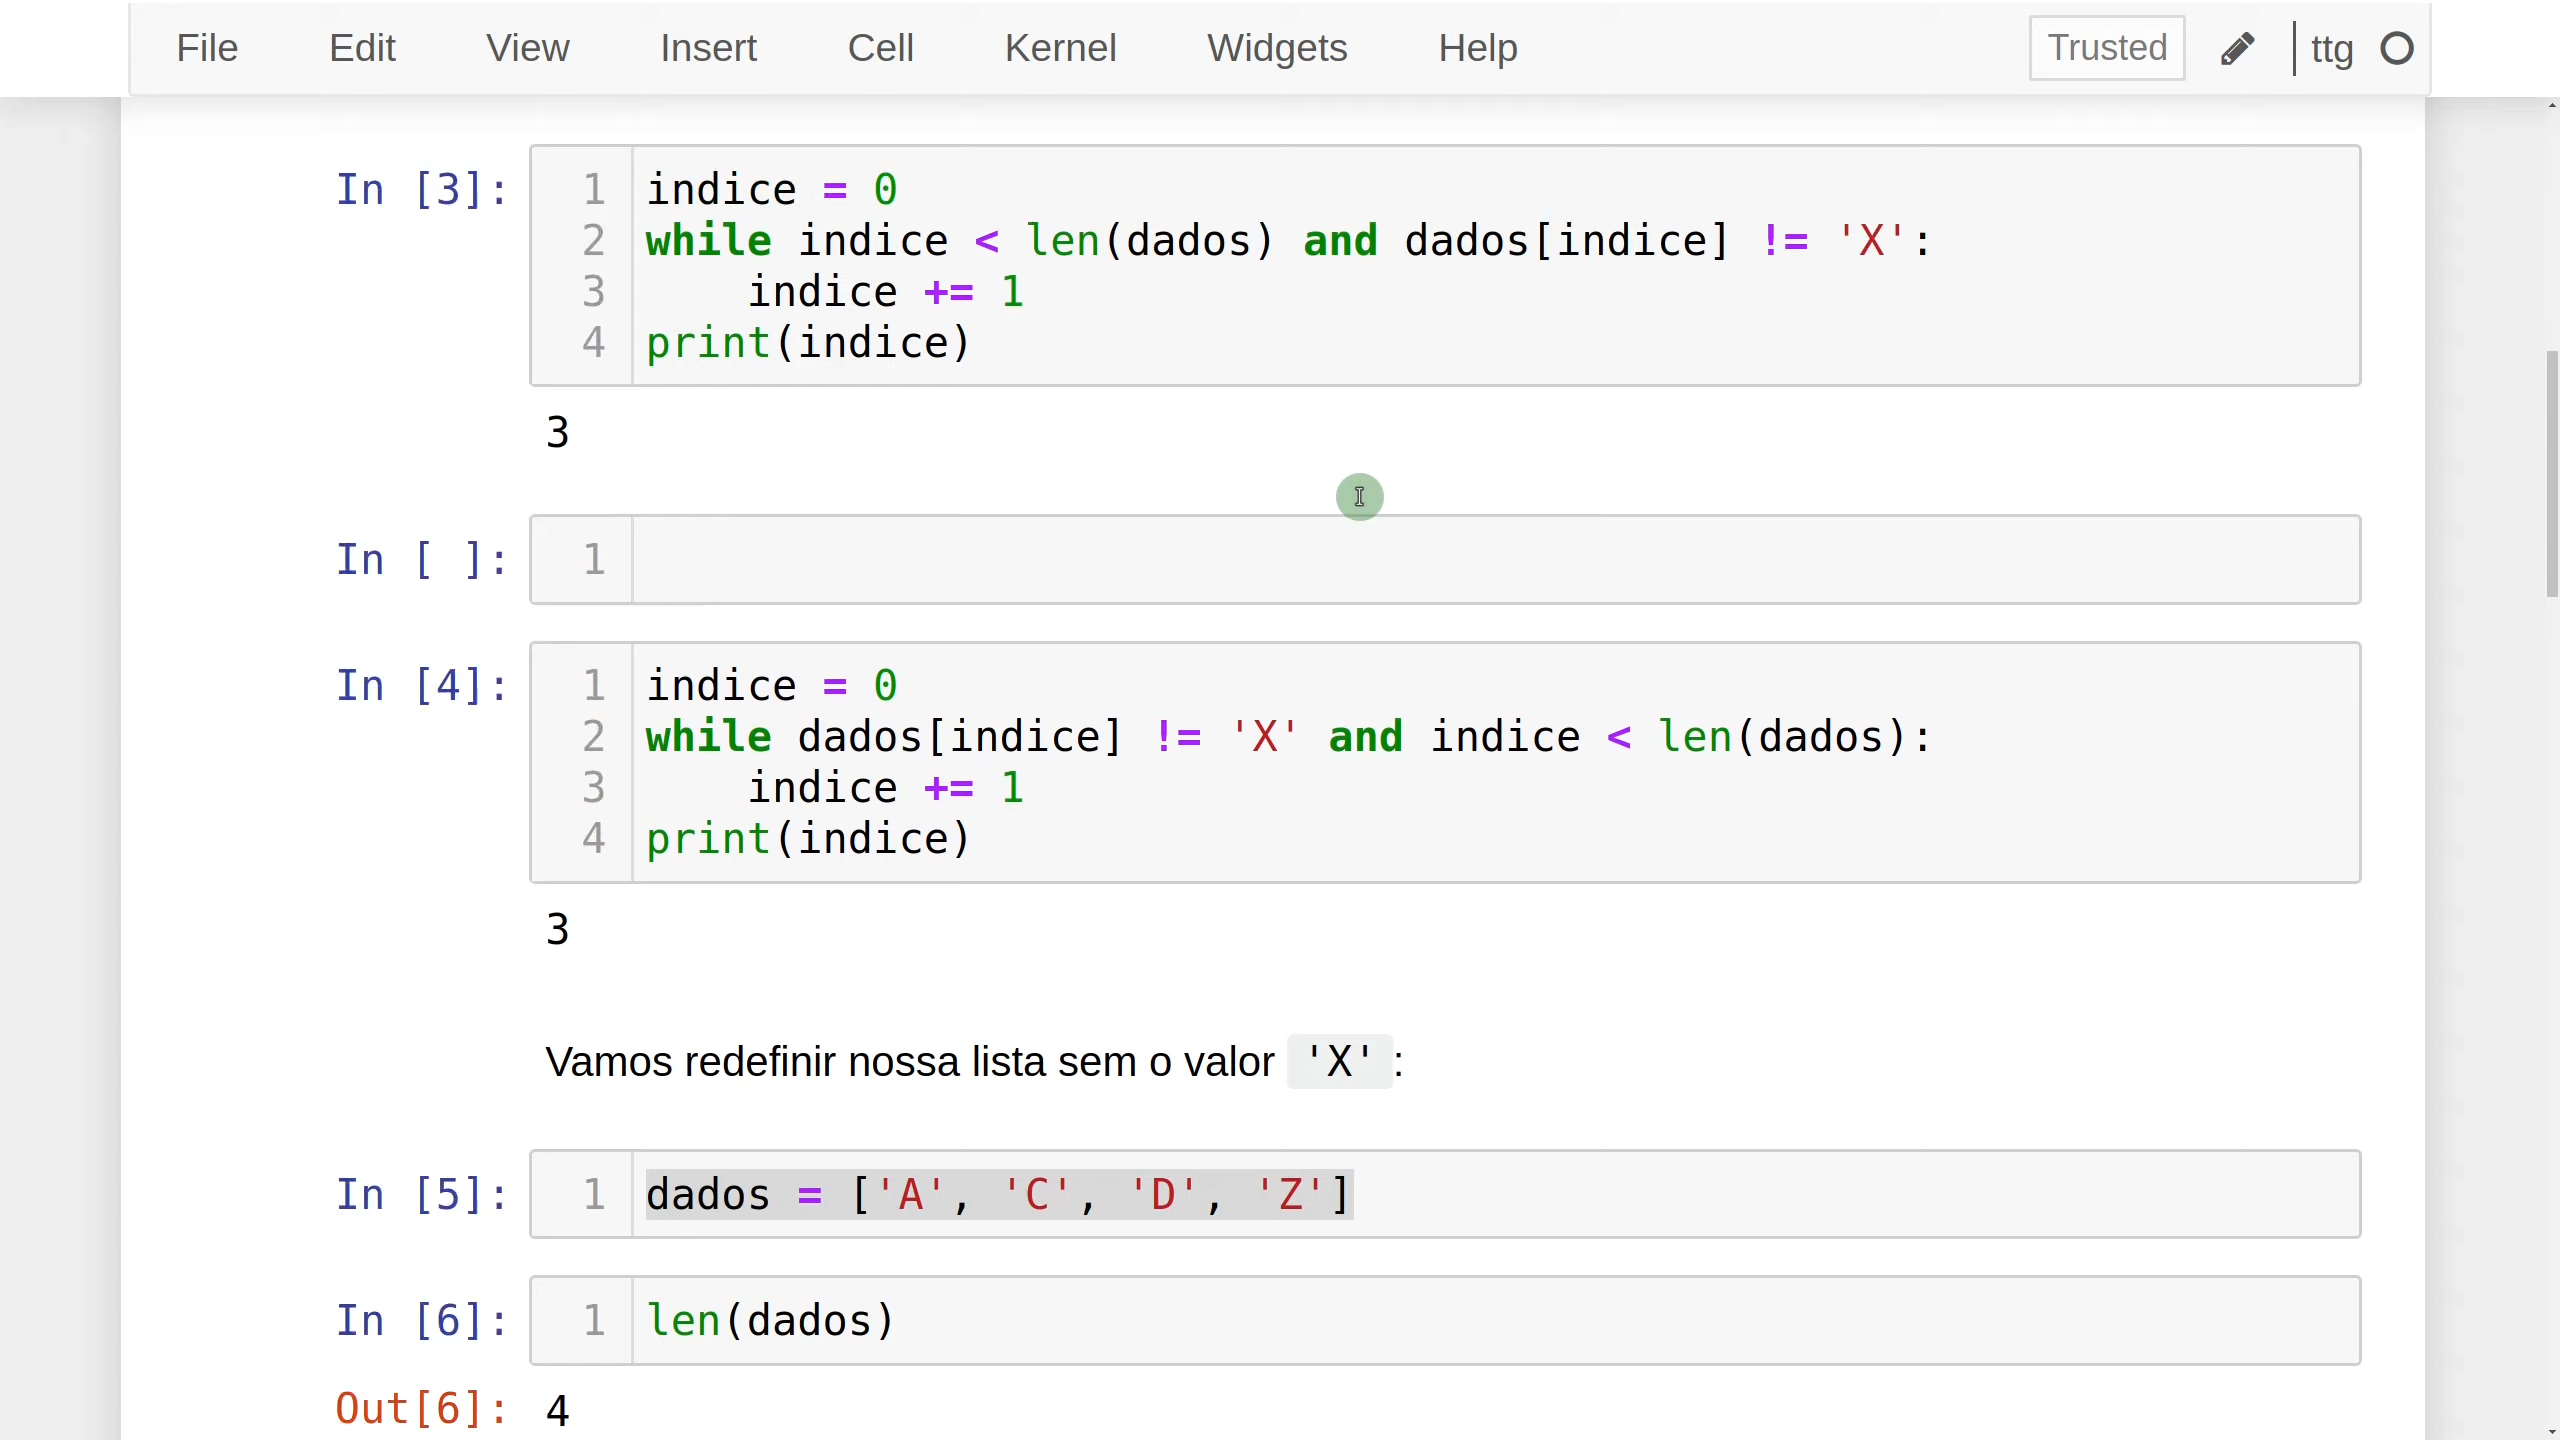 File Edit View Insert Cell Kernel Widgets Help Trusted ttg
In [3]:
1 indice = 0
2 while indice < len(dados) and dados[indice] != 'X':
3     indice += 1
4 print(indice)
3
In [ ]:
1
In [4]:
1 indice = 0
2 while dados[indice] != 'X' and indice < len(dados):
3     indice += 1
4 print(indice)
3
Vamos redefinir nossa lista sem o valor 'X' :
In [5]: 1 dados = ['A', 'C', 'D', 'Z']
In [6]: 1 len(dados)
Out[6]: 4